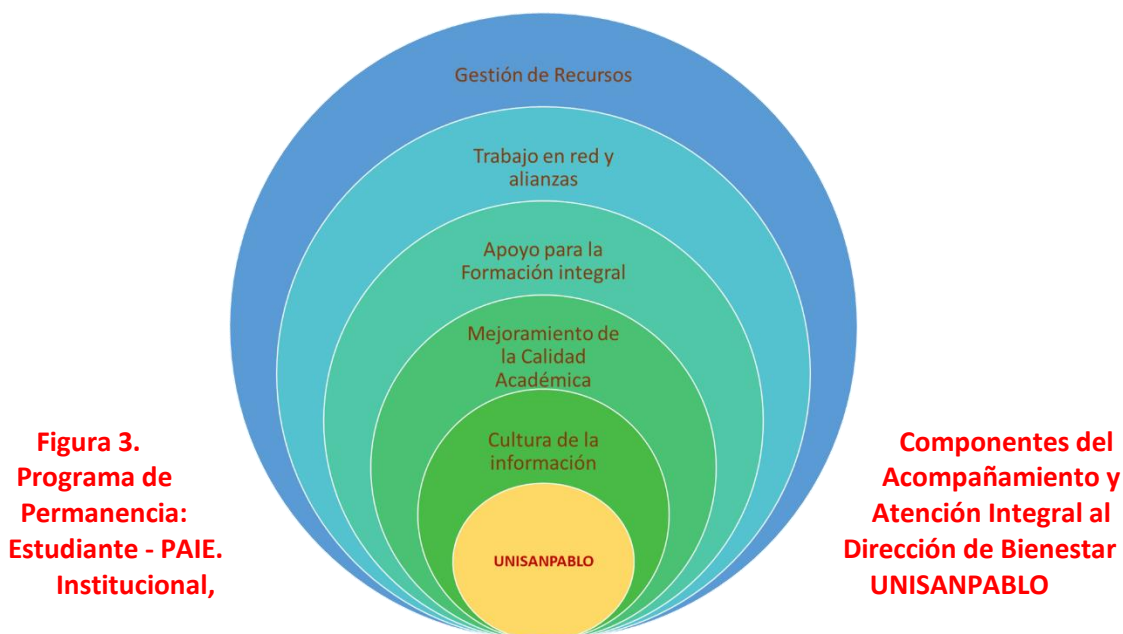 Gestión de Recursos
Trabajo en red y
alianzas
Apoyo para la
Formación integral
Mejoramiento de
la Calidad
Académica
Cultura de la
información
UNISANPABLO
Figura 3. Componentes del
Programa de Acompañamiento y
Permanencia: Atención Integral al
Estudiante - PAIE. Dirección de Bienestar
Institucional, UNISANPABLO